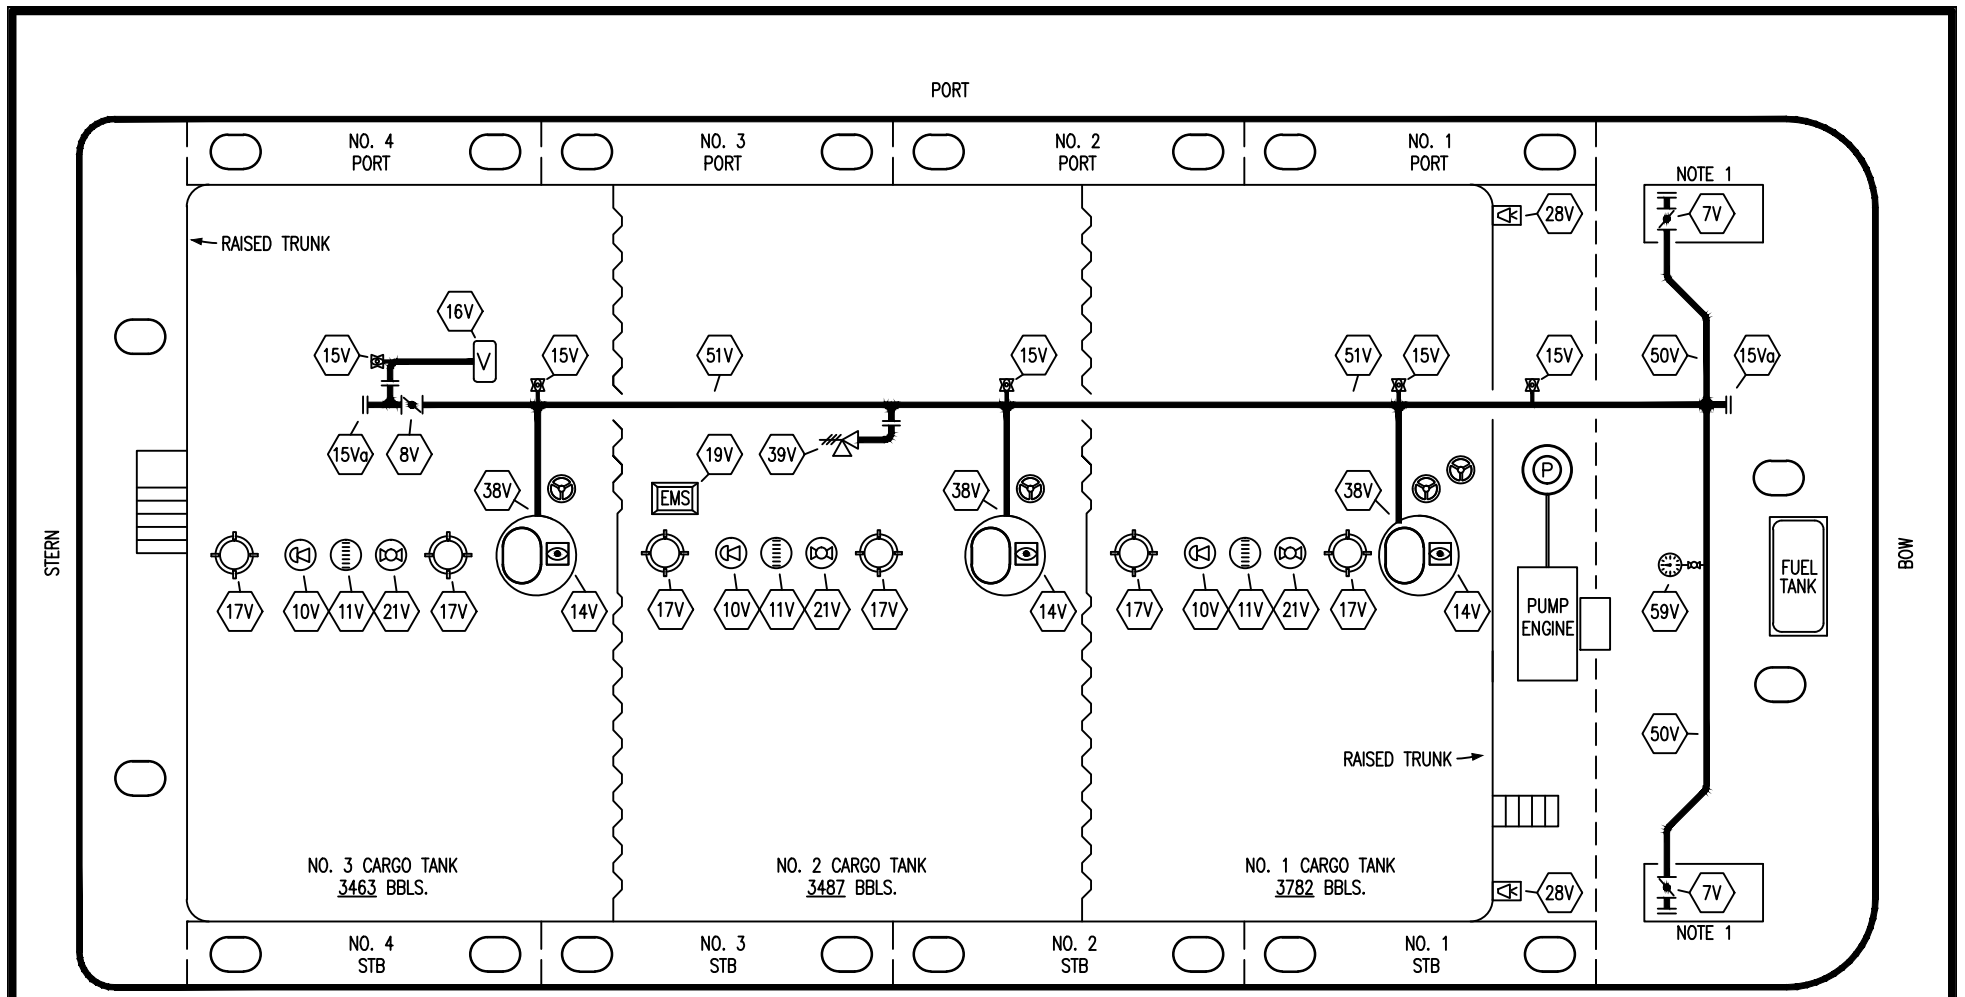 PORT
NO. 4
PORT
NO. 3
PORT
NO. 2
PORT
NO. 1
PORT
NOTE 1
28V
7V
RAISED TRUNK
16V
15V
15V
51V
15V
51V
15V
15V
50V
15Va
V
15Va
8V
19V
39V
38V
EMS
38V
38V
P
STERN
BOW
FUEL
TANK
17V
10V
11V
21V
17V
14V
17V
10V
11V
21V
17V
14V
17V
10V
11V
21V
17V
14V
PUMP
ENGINE
59V
50V
RAISED TRUNK
NO. 3 CARGO TANK
3463 BBLS.
NO. 2 CARGO TANK
3487 BBLS.
NO. 1 CARGO TANK
3782 BBLS.
28V
7V
NOTE 1
NO. 4
STB
NO. 3
STB
NO. 2
STB
NO. 1
STB